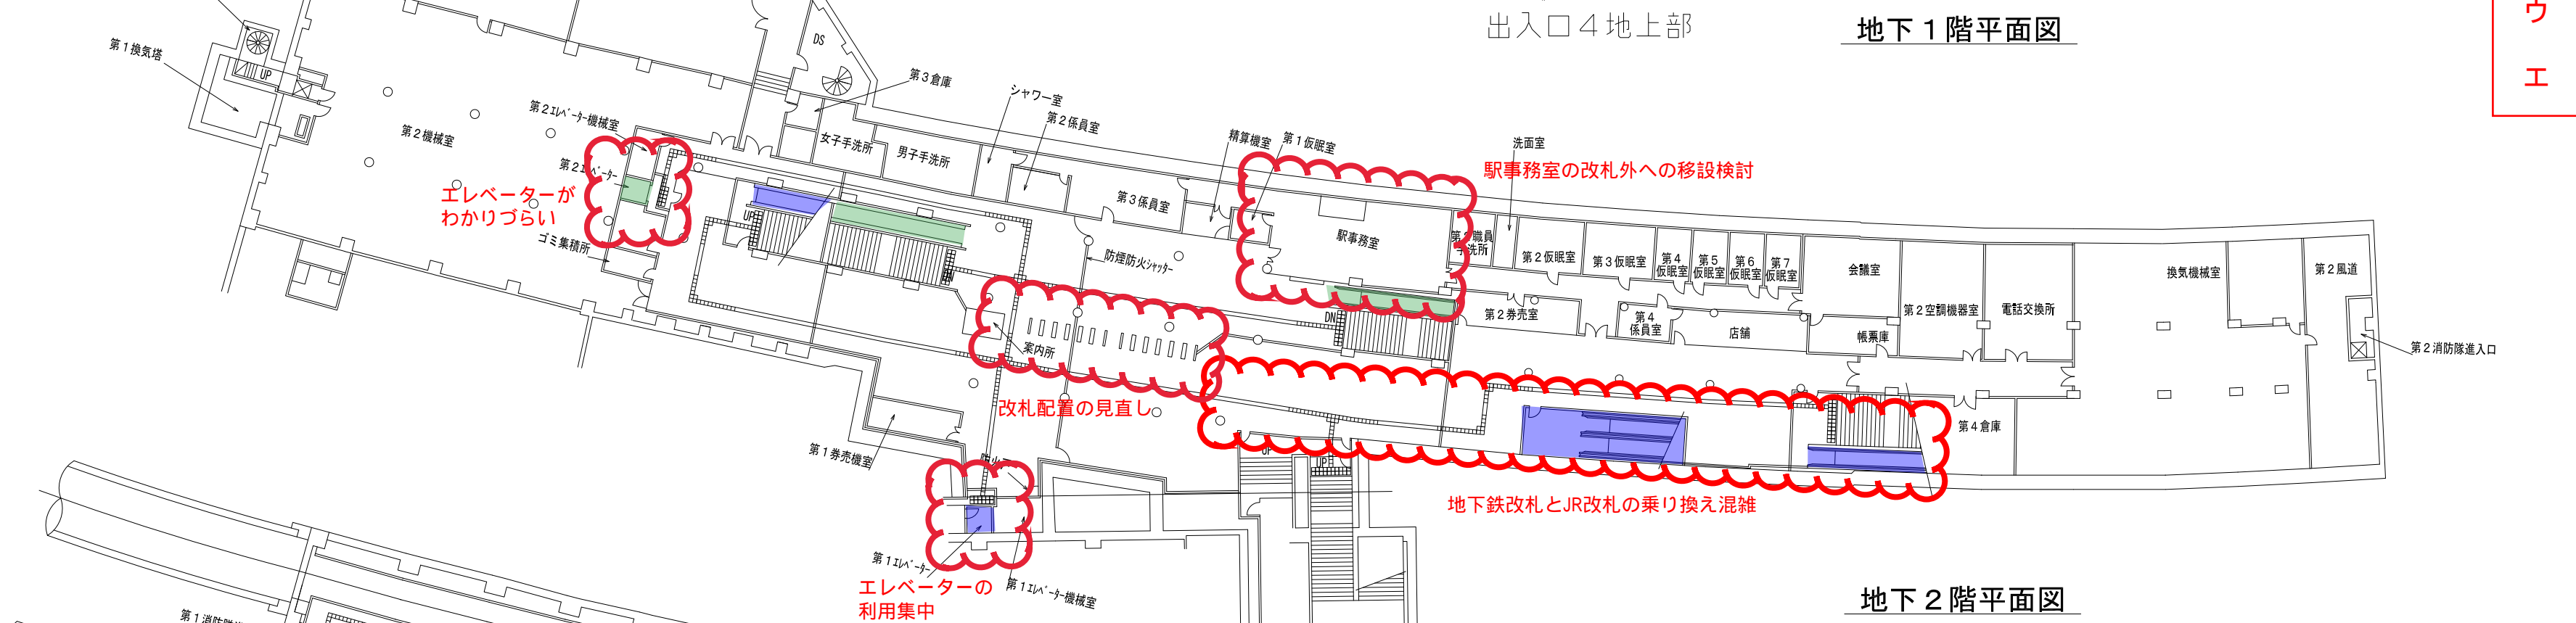 出入口４地上部
地下１階平面図
ウ
エ
第１換気塔
UP
DS
第３倉庫
シャワー室
第２係員室
第２機械室
第２ｴﾚﾍﾞｰﾀｰ機械室
女子手洗所
男子手洗所
精算機室
第１仮眠室
洗面室
駅事務室の改札外への移設検討
エレベーターが
わかりづらい
ゴミ集積所
UP
第３係員室
防煙防火ｼｬｯﾀｰ
駅事務室
第２仮眠室
第３仮眠室
第４
仮眠室
第５
仮眠室
第６
仮眠室
第７
仮眠室
会議室
換気機械室
第２風道
DN
第２券売室
第４
係員室
店舗
帳票庫
第２空調機器室
電話交換所
案内所
改札配置の見直し
第２消防隊進入口
第４倉庫
第１券売機室
UP
UP
地下鉄改札とJR改札の乗り換え混雑
第１ｴﾚﾍﾞｰﾀｰ
エレベーターの
利用集中
第１ｴﾚﾍﾞｰﾀｰ機械室
地下２階平面図